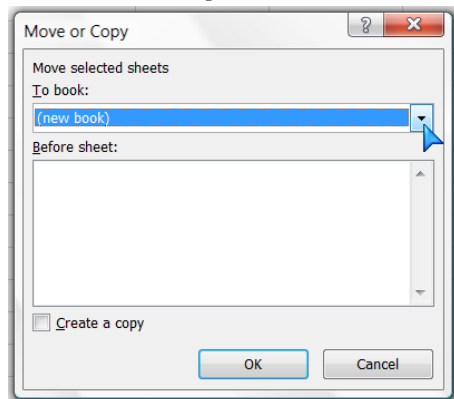 Move or Copy
Move selected sheets
To book:
(new book)
Before sheet:
Create a copy
OK Cancel